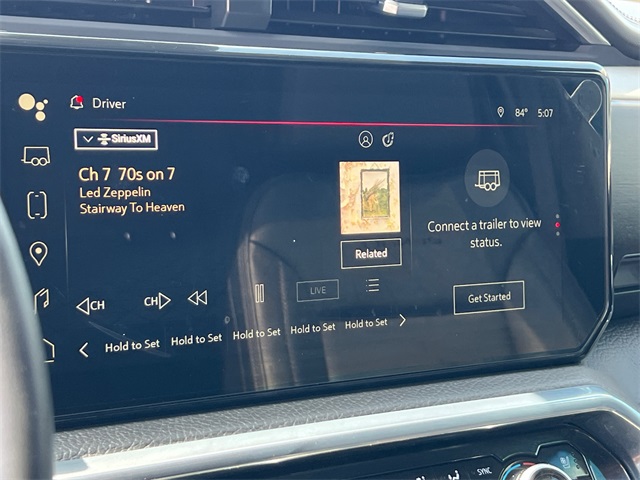 Driver
84° 5:07
SiriusXM
Ch 7 70s on 7
Led Zeppelin
Stairway To Heaven
Related
Connect a trailer to view
status.
Get Started
CH
CH
LIVE
Hold to Set Hold to Set Hold to Set Hold to Set Hold to Set
SYNC